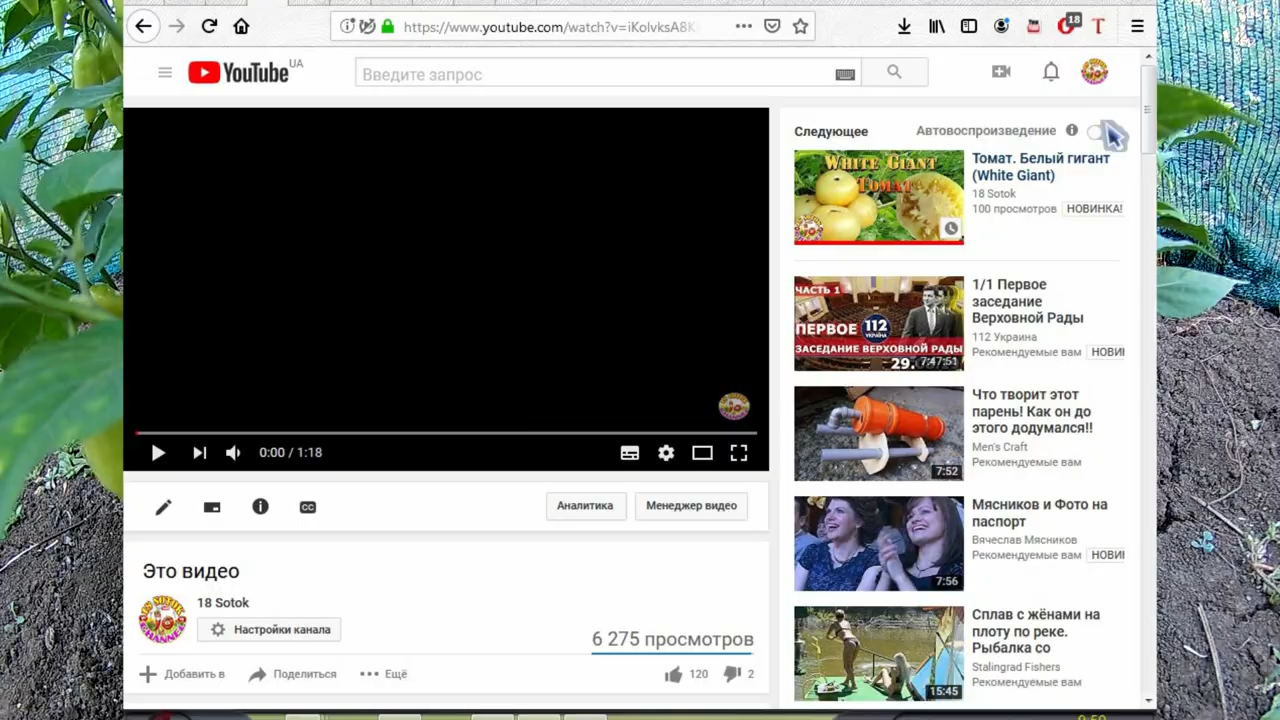 https://www.youtube.com/watch?v=iKolvksA8K
18
YouTube UA
Введите запрос
Следующее
Автовоспроизведение
WHITE GIANT
TOMAT
Томат. Белый гигант
(White Giant)
18 Sotok
100 просмотров НОВИНКА!
ЧАСТЬ 1
ПЕРВОЕ 112
УКРАЇНА
ЗАСЕДАНИЕ ВЕРХОВНОЙ РАДЫ
29.
7:47:51
1/1 Первое
заседание
Верховной Рады
112 Украина
Рекомендуемые вам НОВИ
Что творит этот
парень! Как он до
этого додумался!!
Men's Craft
Рекомендуемые вам
7:52
Мясников и Фото на
паспорт
Вячеслав Мясников
Рекомендуемые вам НОВИ
7:56
Сплав с жёнами на
плоту по реке.
Рыбалка со
Stalingrad Fishers
Рекомендуемые вам
15:45
0:00 / 1:18
CC
Аналитика
Менеджер видео
Это видео
18 Sotok
Настройки канала
6 275 просмотров
Добавить в
Поделиться
Ещё
120
2